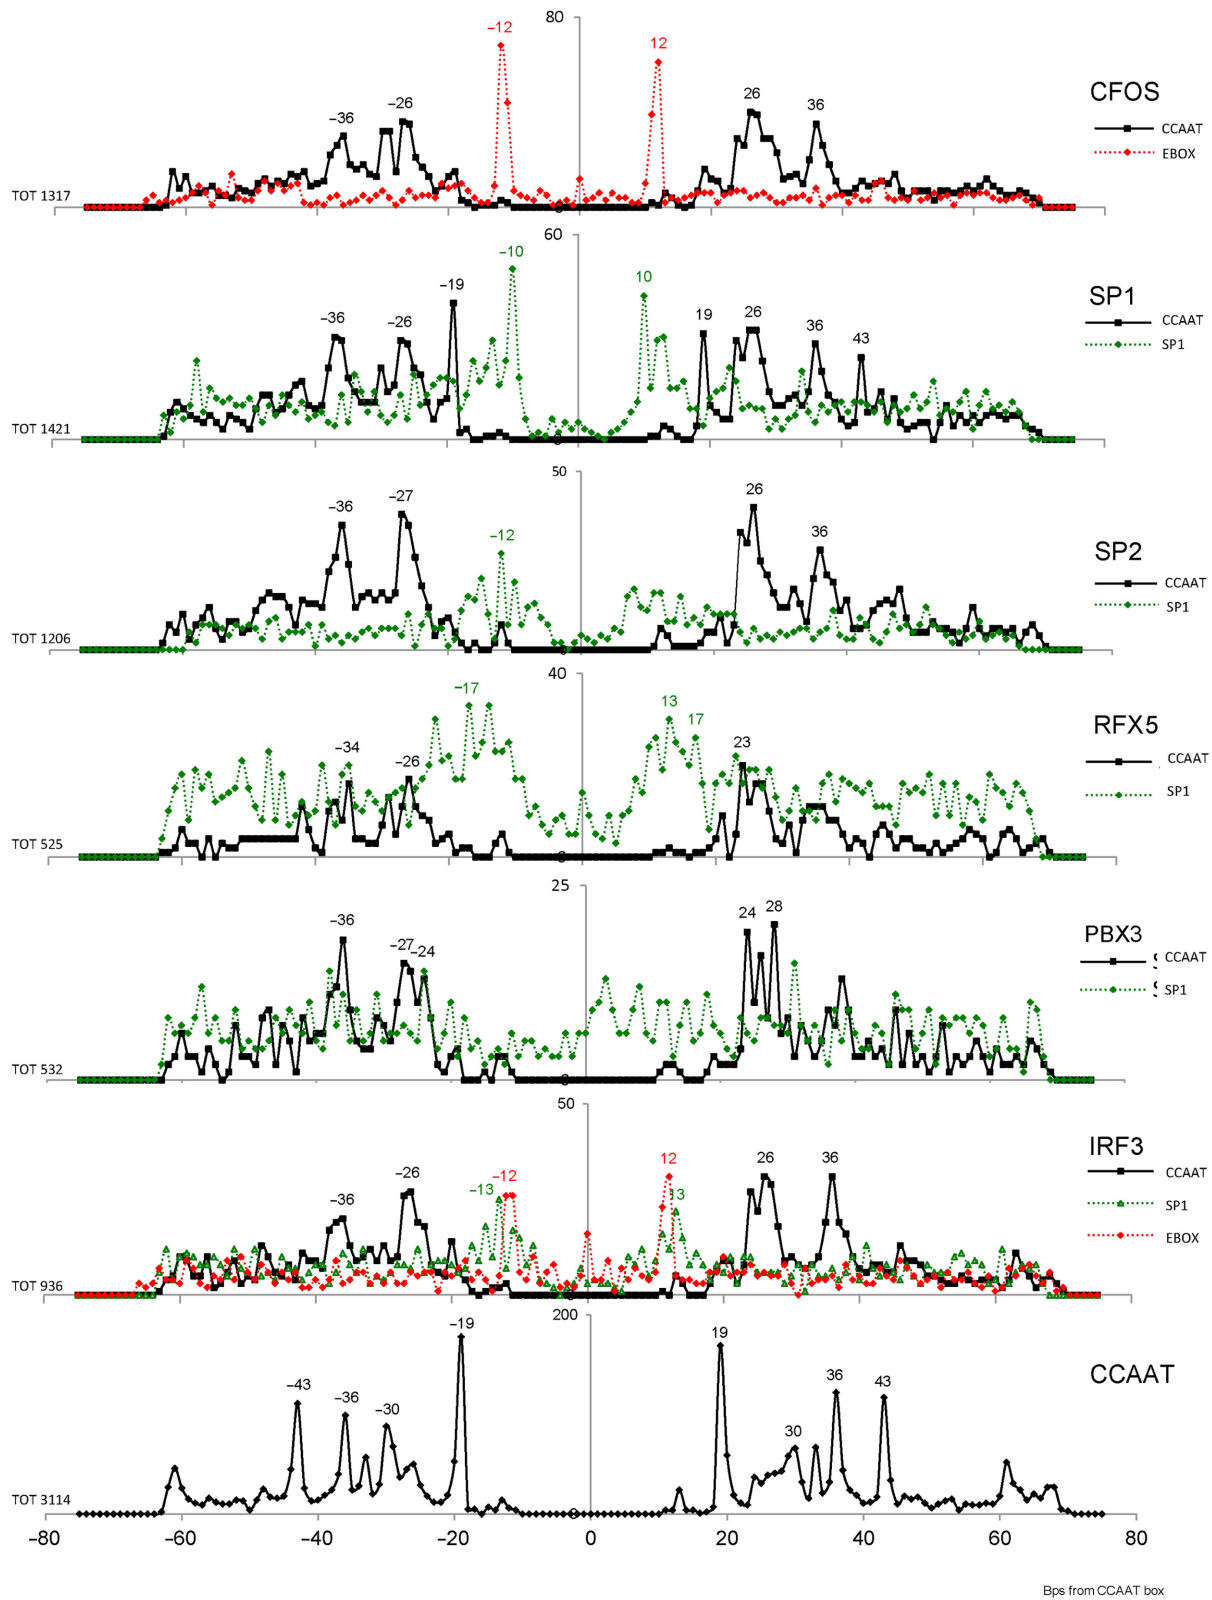 80
−12
12
−36
−26
26
36
CFOS
CCAAT
EBOX
TOT 1317
60
−10
10
−19
−36
−26
19
26
36
43
SP1
CCAAT
SP1
TOT 1421
50
−36
−27
−12
26
36
SP2
CCAAT
SP1
TOT 1206
40
−17
13
17
−34
−26
23
RFX5
CCAAT
SP1
TOT 525
25
−36
−27
−24
24
28
PBX3
CCAAT
SP1
TOT 532
50
−36
−26
−13
−12
12
13
26
36
IRF3
CCAAT
SP1
EBOX
TOT 936
200
−43
−36
−30
−19
19
30
36
43
CCAAT
TOT 3114
−80 −60 −40 −20 0 20 40 60 80
Bps from CCAAT box